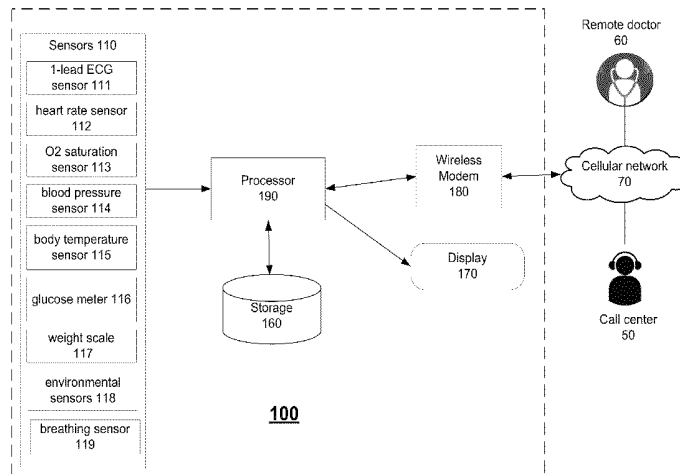 Sensors 110
1-lead ECG
sensor 111
heart rate sensor
112
O2 saturation
sensor 113
blood pressure
sensor 114
body temperature
sensor 115
glucose meter 116
weight scale
117
environmental
sensors 118
breathing sensor
119
Processor
190
Storage
160
Wireless
Modem
180
Display
170
100
Remote doctor
60
Cellular network
70
Call center
50